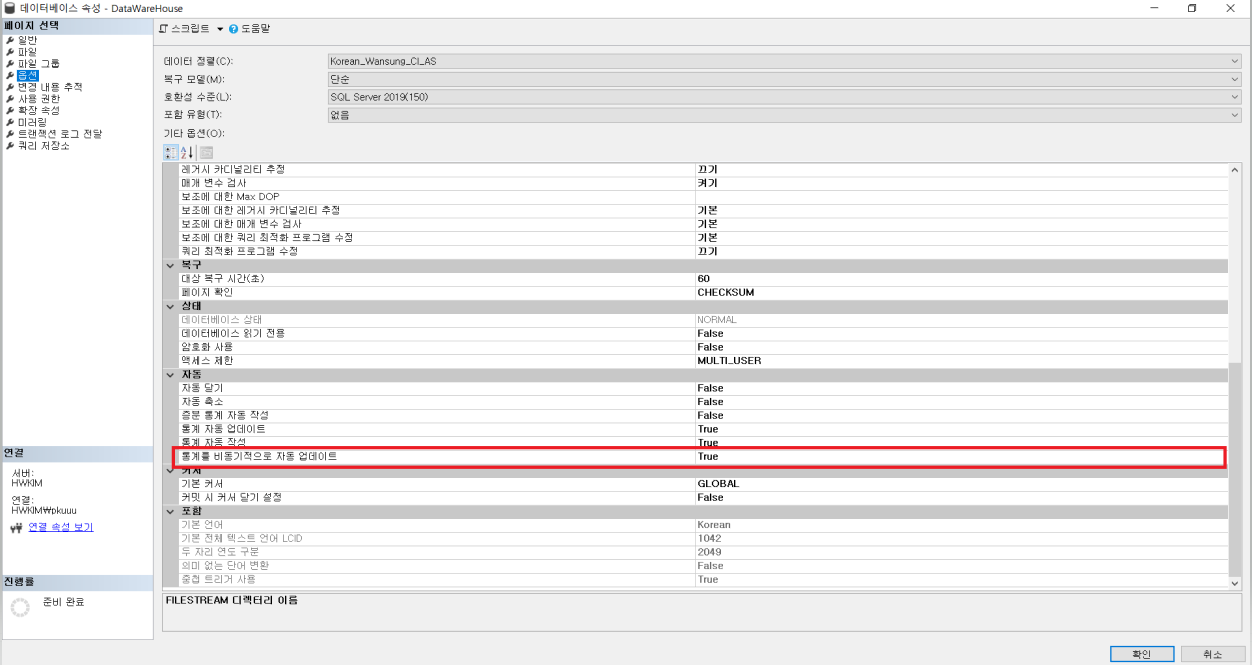 데이터베이스 속성 - DataWareHouse
페이지 선택
일반
파일
파일 그룹
옵션
변경 내용 추적
사용 권한
확장 속성
미러링
트랜잭션 로그 전달
쿼리 저장소
연결
서버:
HWKIM
연결:
HWKIM₩pkuuu
연결 속성 보기
진행률
준비 완료
스크립트 도움말
데이터 정렬(C): Korean_Wansung_CI_AS
복구 모델(M): 단순
호환성 수준(L): SQL Server 2019(150)
포함 유형(T): 없음
기타 옵션(O):
레거시 카디널리티 추정 끄기
매개 변수 검사 켜기
보조에 대한 Max DOP
보조에 대한 레거시 카디널리티 추정 기본
보조에 대한 매개 변수 검사 기본
보조에 대한 쿼리 최적화 프로그램 수정 기본
쿼리 최적화 프로그램 수정 끄기
복구
대상 복구 시간(초) 60
페이지 확인 CHECKSUM
상태
데이터베이스 상태 NORMAL
데이터베이스 읽기 전용 False
암호화 사용 False
액세스 제한 MULTI_USER
자동
자동 닫기 False
자동 축소 False
증분 통계 자동 작성 False
통계 자동 업데이트 True
통계 자동 작성 True
통계를 비동기적으로 자동 업데이트 True
커서
기본 커서 GLOBAL
커밋 시 커서 닫기 설정 False
포함
기본 언어 Korean
기본 전체 텍스트 언어 LCID 1042
두 자리 연도 구분 2049
의미 없는 단어 변환 False
중첩 트리거 사용 True
FILESTREAM 디렉터리 이름
확인 취소